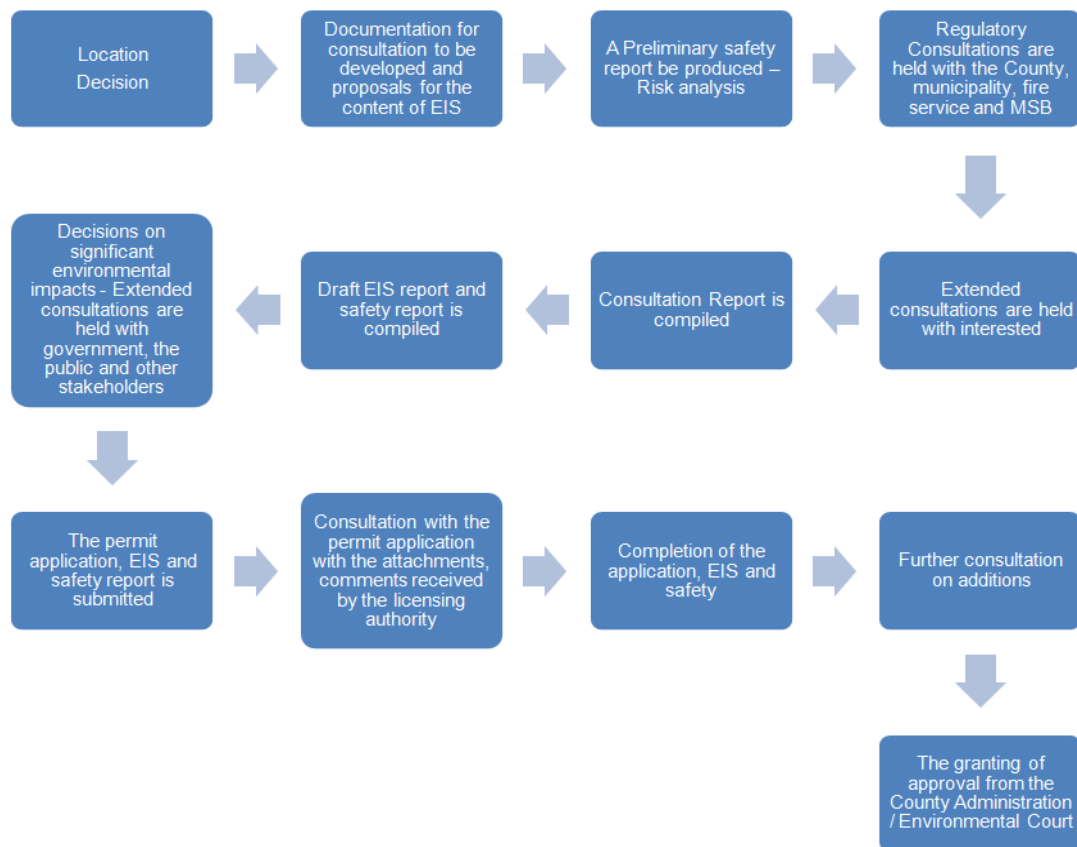 Location
Decision
Documentation for
consultation to be
developed and
proposals for the
content of EIS
A Preliminary safety
report be produced –
Risk analysis
Regulatory
Consultations are
held with the County,
municipality, fire
service and MSB
Extended
consultations are held
with interested
Consultation Report is
compiled
Draft EIS report and
safety report is
compiled
Decisions on
significant
environmental
impacts - Extended
consultations are
held with
government, the
public and other
stakeholders
The permit
application, EIS and
safety report is
submitted
Consultation with the
permit application
with the attachments,
comments received
by the licensing
authority
Completion of the
application, EIS and
safety
Further consultation
on additions
The granting of
approval from the
County Administration
/ Environmental Court